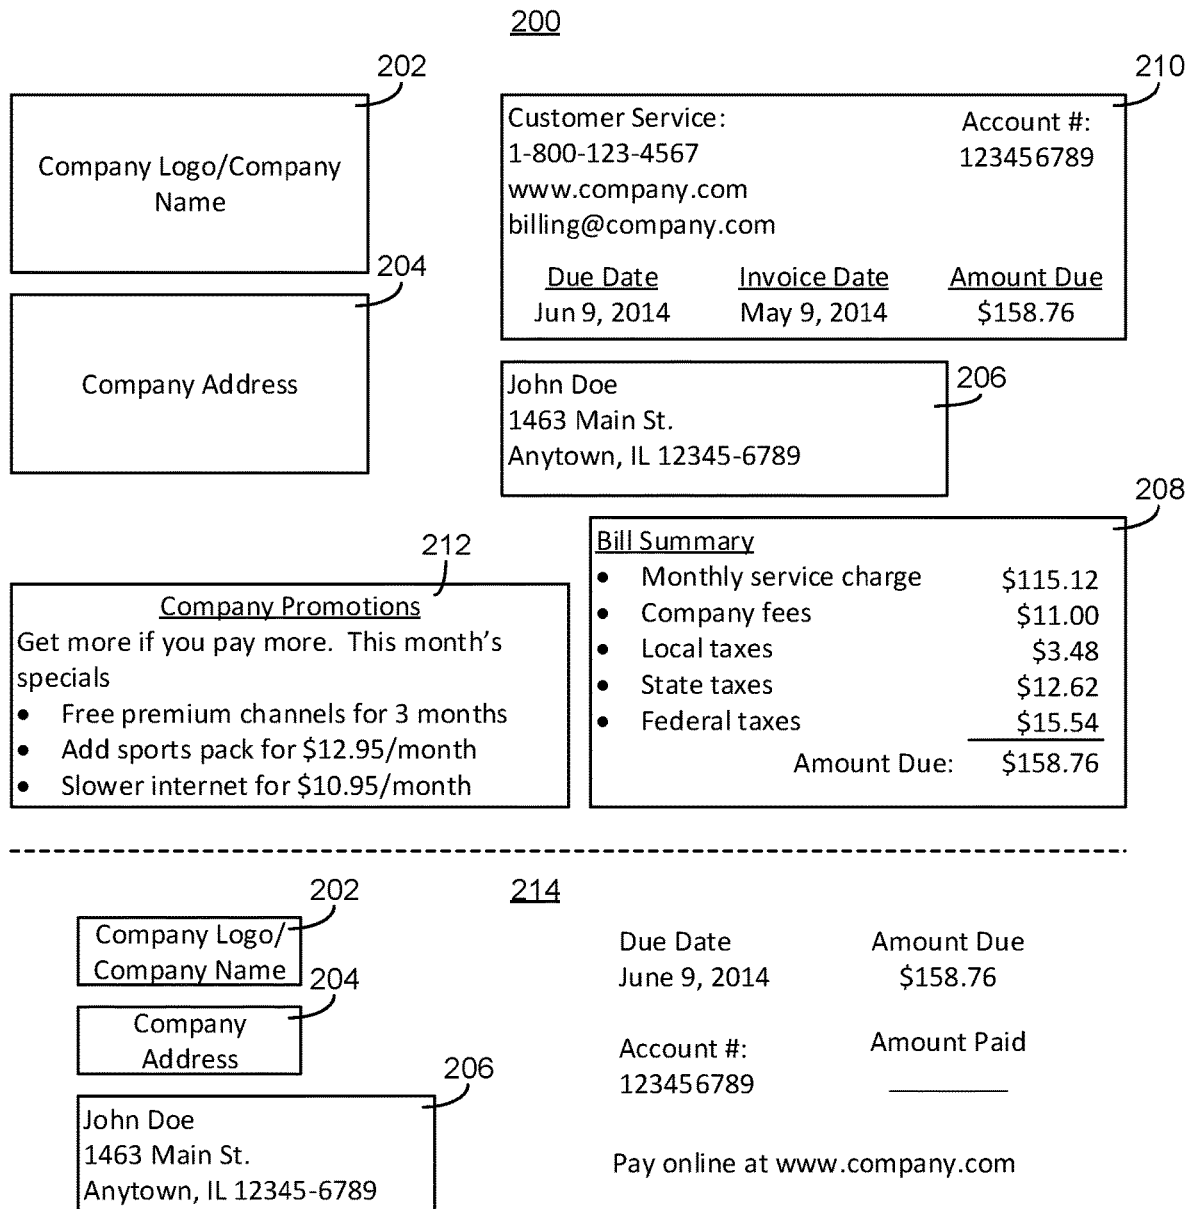 200
202
Company Logo/Company
Name
204
Company Address
210
Customer Service:
1-800-123-4567
www.company.com
billing@company.com
Account #:
123456789
Due Date Invoice Date Amount Due
Jun 9, 2014 May 9, 2014 $158.76
206
John Doe
1463 Main St.
Anytown, IL 12345-6789
212
Company Promotions
Get more if you pay more. This month's
specials
• Free premium channels for 3 months
• Add sports pack for $12.95/month
• Slower internet for $10.95/month
208
Bill Summary
• Monthly service charge $115.12
• Company fees $11.00
• Local taxes $3.48
• State taxes $12.62
• Federal taxes $15.54
Amount Due: $158.76
214
202
Company Logo/
Company Name
204
Company
Address
206
John Doe
1463 Main St.
Anytown, IL 12345-6789
Due Date Amount Due
June 9, 2014 $158.76
Account #: Amount Paid
123456789
Pay online at www.company.com